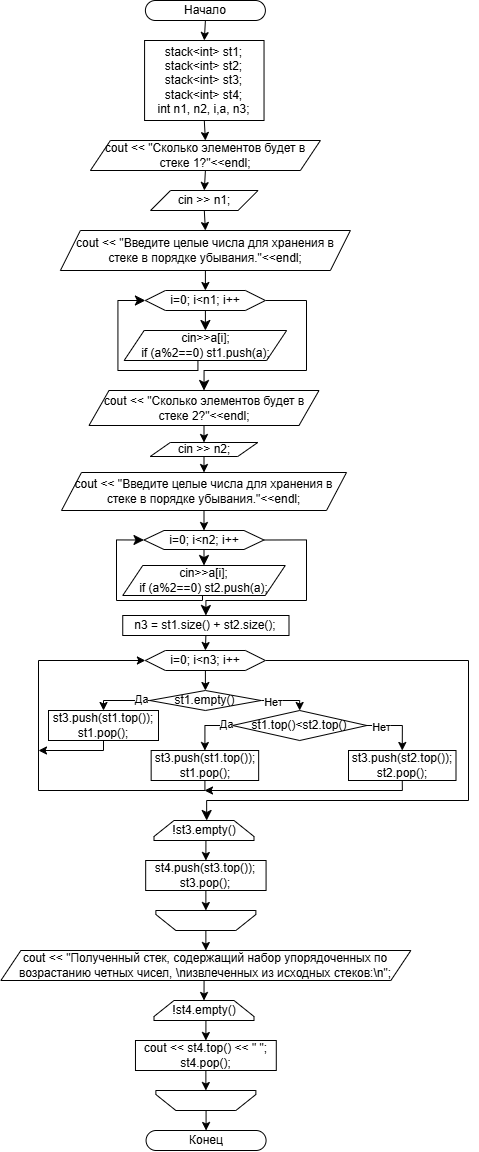 Начало
stack<int> st1;
stack<int> st2;
stack<int> st3;
stack<int> st4;
int n1, n2, i,a, n3;
cout << "Сколько элементов будет в
стеке 1?"<<endl;
cin >> n1;
cout << "Введите целые числа для хранения в
стеке в порядке убывания."<<endl;
i=0; i<n1; i++
cin>>a[i];
if (a%2==0) st1.push(a);
cout << "Сколько элементов будет в
стеке 2?"<<endl;
cin >> n2;
cout << "Введите целые числа для хранения в
стеке в порядке убывания."<<endl;
i=0; i<n2; i++
cin>>a[i];
if (a%2==0) st2.push(a);
n3 = st1.size() + st2.size();
i=0; i<n3; i++
Да
st1.empty()
Нет
st3.push(st1.top());
st1.pop();
Да
st1.top()<st2.top()
Нет
st3.push(st1.top());
st1.pop();
st3.push(st2.top());
st2.pop();
!st3.empty()
st4.push(st3.top());
st3.pop();
cout << "Полученный стек, содержащий набор упорядоченных по
возрастанию четных чисел, \nизвлеченных из исходных стеков:\n";
!st4.empty()
cout << st4.top() << " ";
st4.pop();
Конец